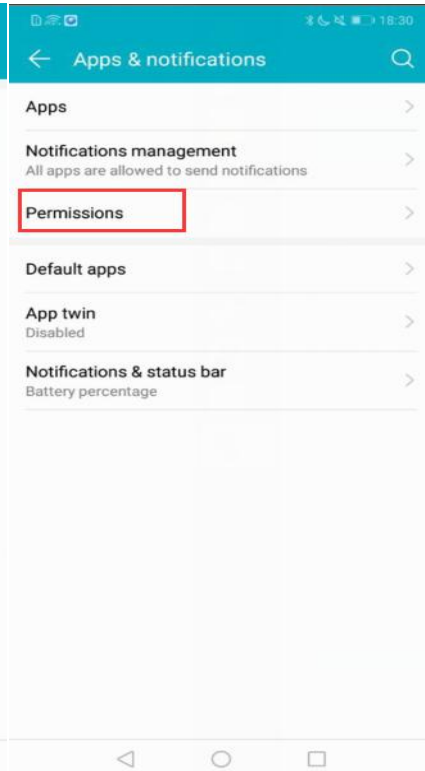 18:30
Apps & notifications
Apps
Notifications management
All apps are allowed to send notifications
Permissions
Default apps
App twin
Disabled
Notifications & status bar
Battery percentage